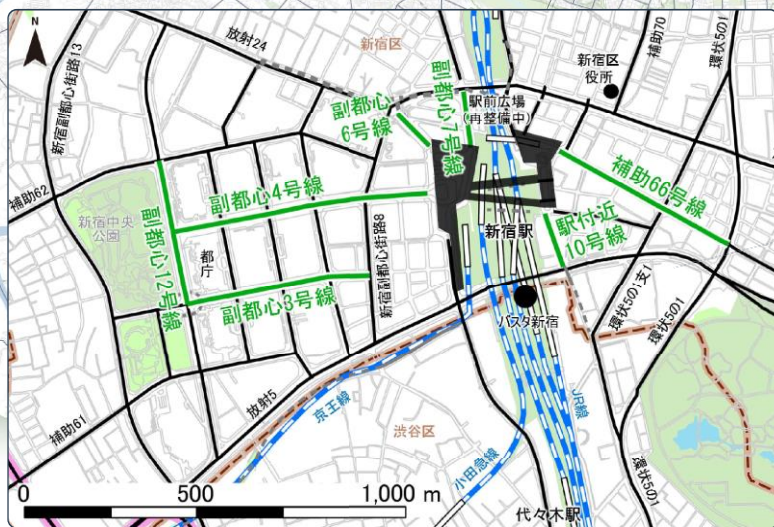 N
放射24
新宿区
補助70
環状5の1
新宿副都心街路13
新宿区
役所
副都心
6号線
副都心7号線
駅前広場
(再整備中)
補助62
副都心4号線
補助66号線
新宿中央
公園
副都心12号線
都庁
新宿副都心街路8
新宿駅
駅付近
10号線
副都心3号線
バスタ新宿
環状5の1支1
環状5の1
放射5
京王線
JR線
補助61
渋谷区
小田急線
環状5の1
0 500 1,000 m
代々木駅